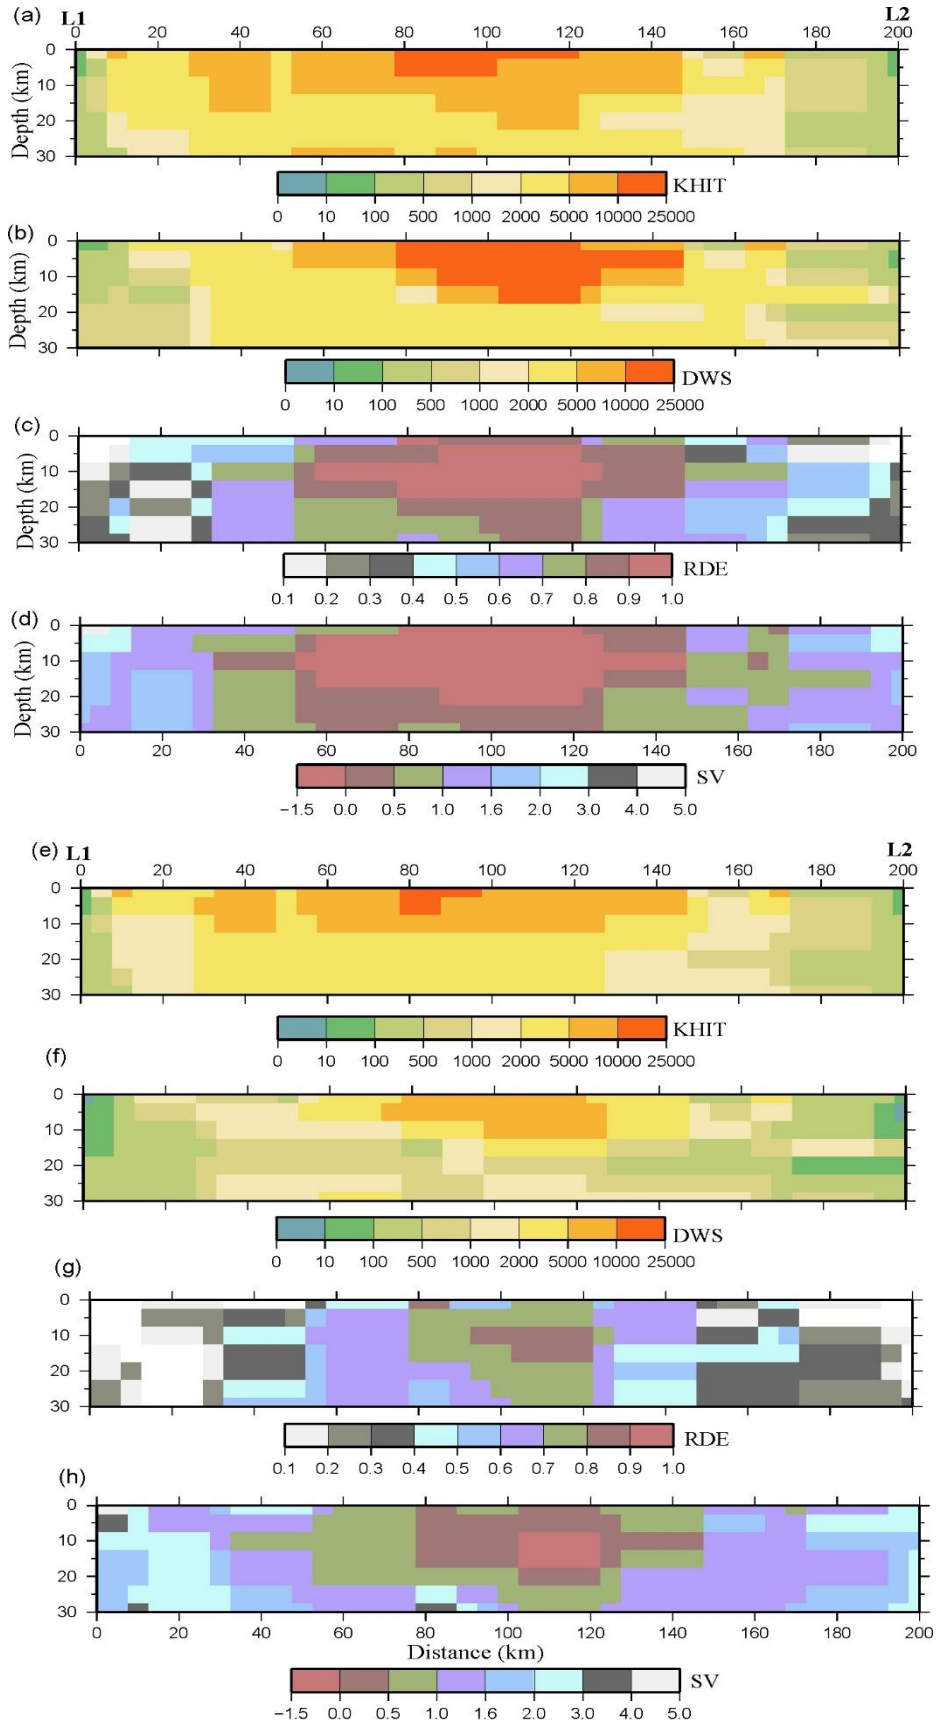 (a)
L1
L2
0 20 40 60 80 100 120 140 160 180 200
Depth (km)
0
10
20
30
KHIT
0 10 100 500 1000 2000 5000 10000 25000
(b)
Depth (km)
0
10
20
30
DWS
0 10 100 500 1000 2000 5000 10000 25000
(c)
Depth (km)
0
10
20
30
RDE
0.1 0.2 0.3 0.4 0.5 0.6 0.7 0.8 0.9 1.0
(d)
Depth (km)
0
10
20
30
0 20 40 60 80 100 120 140 160 180 200
SV
−1.5 0.0 0.5 1.0 1.6 2.0 3.0 4.0 5.0
(e)
L1
L2
0 20 40 60 80 100 120 140 160 180 200
0
10
20
30
KHIT
0 10 100 500 1000 2000 5000 10000 25000
(f)
0
10
20
30
DWS
0 10 100 500 1000 2000 5000 10000 25000
(g)
0
10
20
30
RDE
0.1 0.2 0.3 0.4 0.5 0.6 0.7 0.8 0.9 1.0
(h)
0
10
20
30
0 20 40 60 80 100 120 140 160 180 200
Distance (km)
SV
−1.5 0.0 0.5 1.0 1.6 2.0 3.0 4.0 5.0